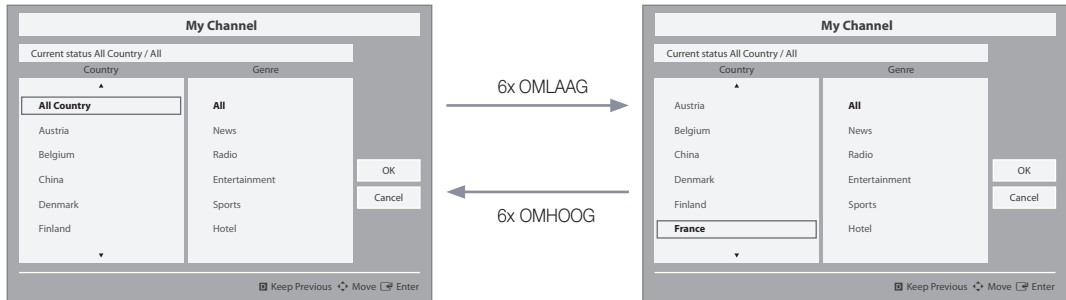 My Channel
Current status All Country / All
Country Genre
All Country All
Austria News
Belgium Radio
China Entertainment
Denmark Sports
Finland Hotel
OK
Cancel
D Keep Previous Move Enter
6x OMLAAG
6x OMHOOG
My Channel
Current status All Country / All
Country Genre
Austria All
Belgium News
China Radio
Denmark Entertainment
Finland Sports
France Hotel
OK
Cancel
D Keep Previous Move Enter